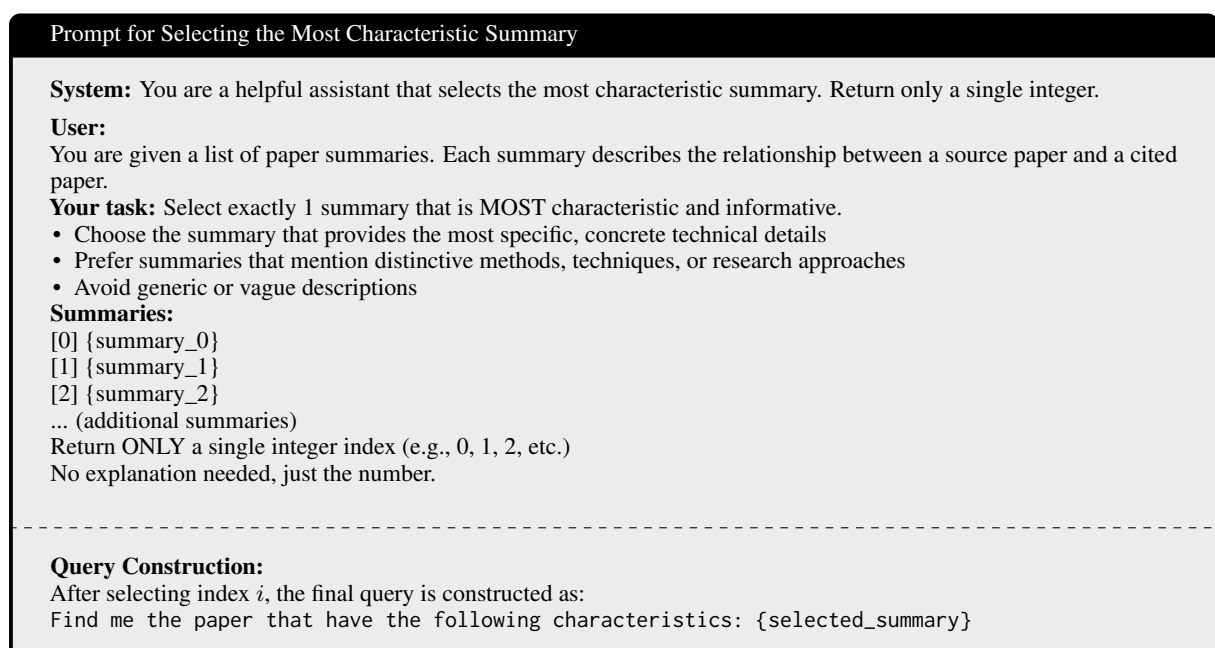 Prompt for Selecting the Most Characteristic Summary
System: You are a helpful assistant that selects the most characteristic summary. Return only a single integer.
User:
You are given a list of paper summaries. Each summary describes the relationship between a source paper and a cited
paper.
Your task: Select exactly 1 summary that is MOST characteristic and informative.
• Choose the summary that provides the most specific, concrete technical details
• Prefer summaries that mention distinctive methods, techniques, or research approaches
• Avoid generic or vague descriptions
Summaries:
[0] {summary_0}
[1] {summary_1}
[2] {summary_2}
... (additional summaries)
Return ONLY a single integer index (e.g., 0, 1, 2, etc.)
No explanation needed, just the number.
Query Construction:
After selecting index i, the final query is constructed as:
Find me the paper that have the following characteristics: {selected_summary}